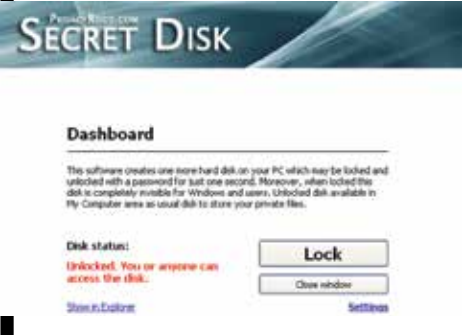 SECRET DISK
Dashboard
This software creates one more hard disk on your PC which may be locked and
unlocked with a password for just one second. Moreover, when locked this
disk is completely invisible for Windows and users. Unlocked disk available in
My Computer area as usual disk to store your private files.
Disk status:
Unlocked. You or anyone can
access the disk.
Lock
Close window
Show in Explorer
Settings